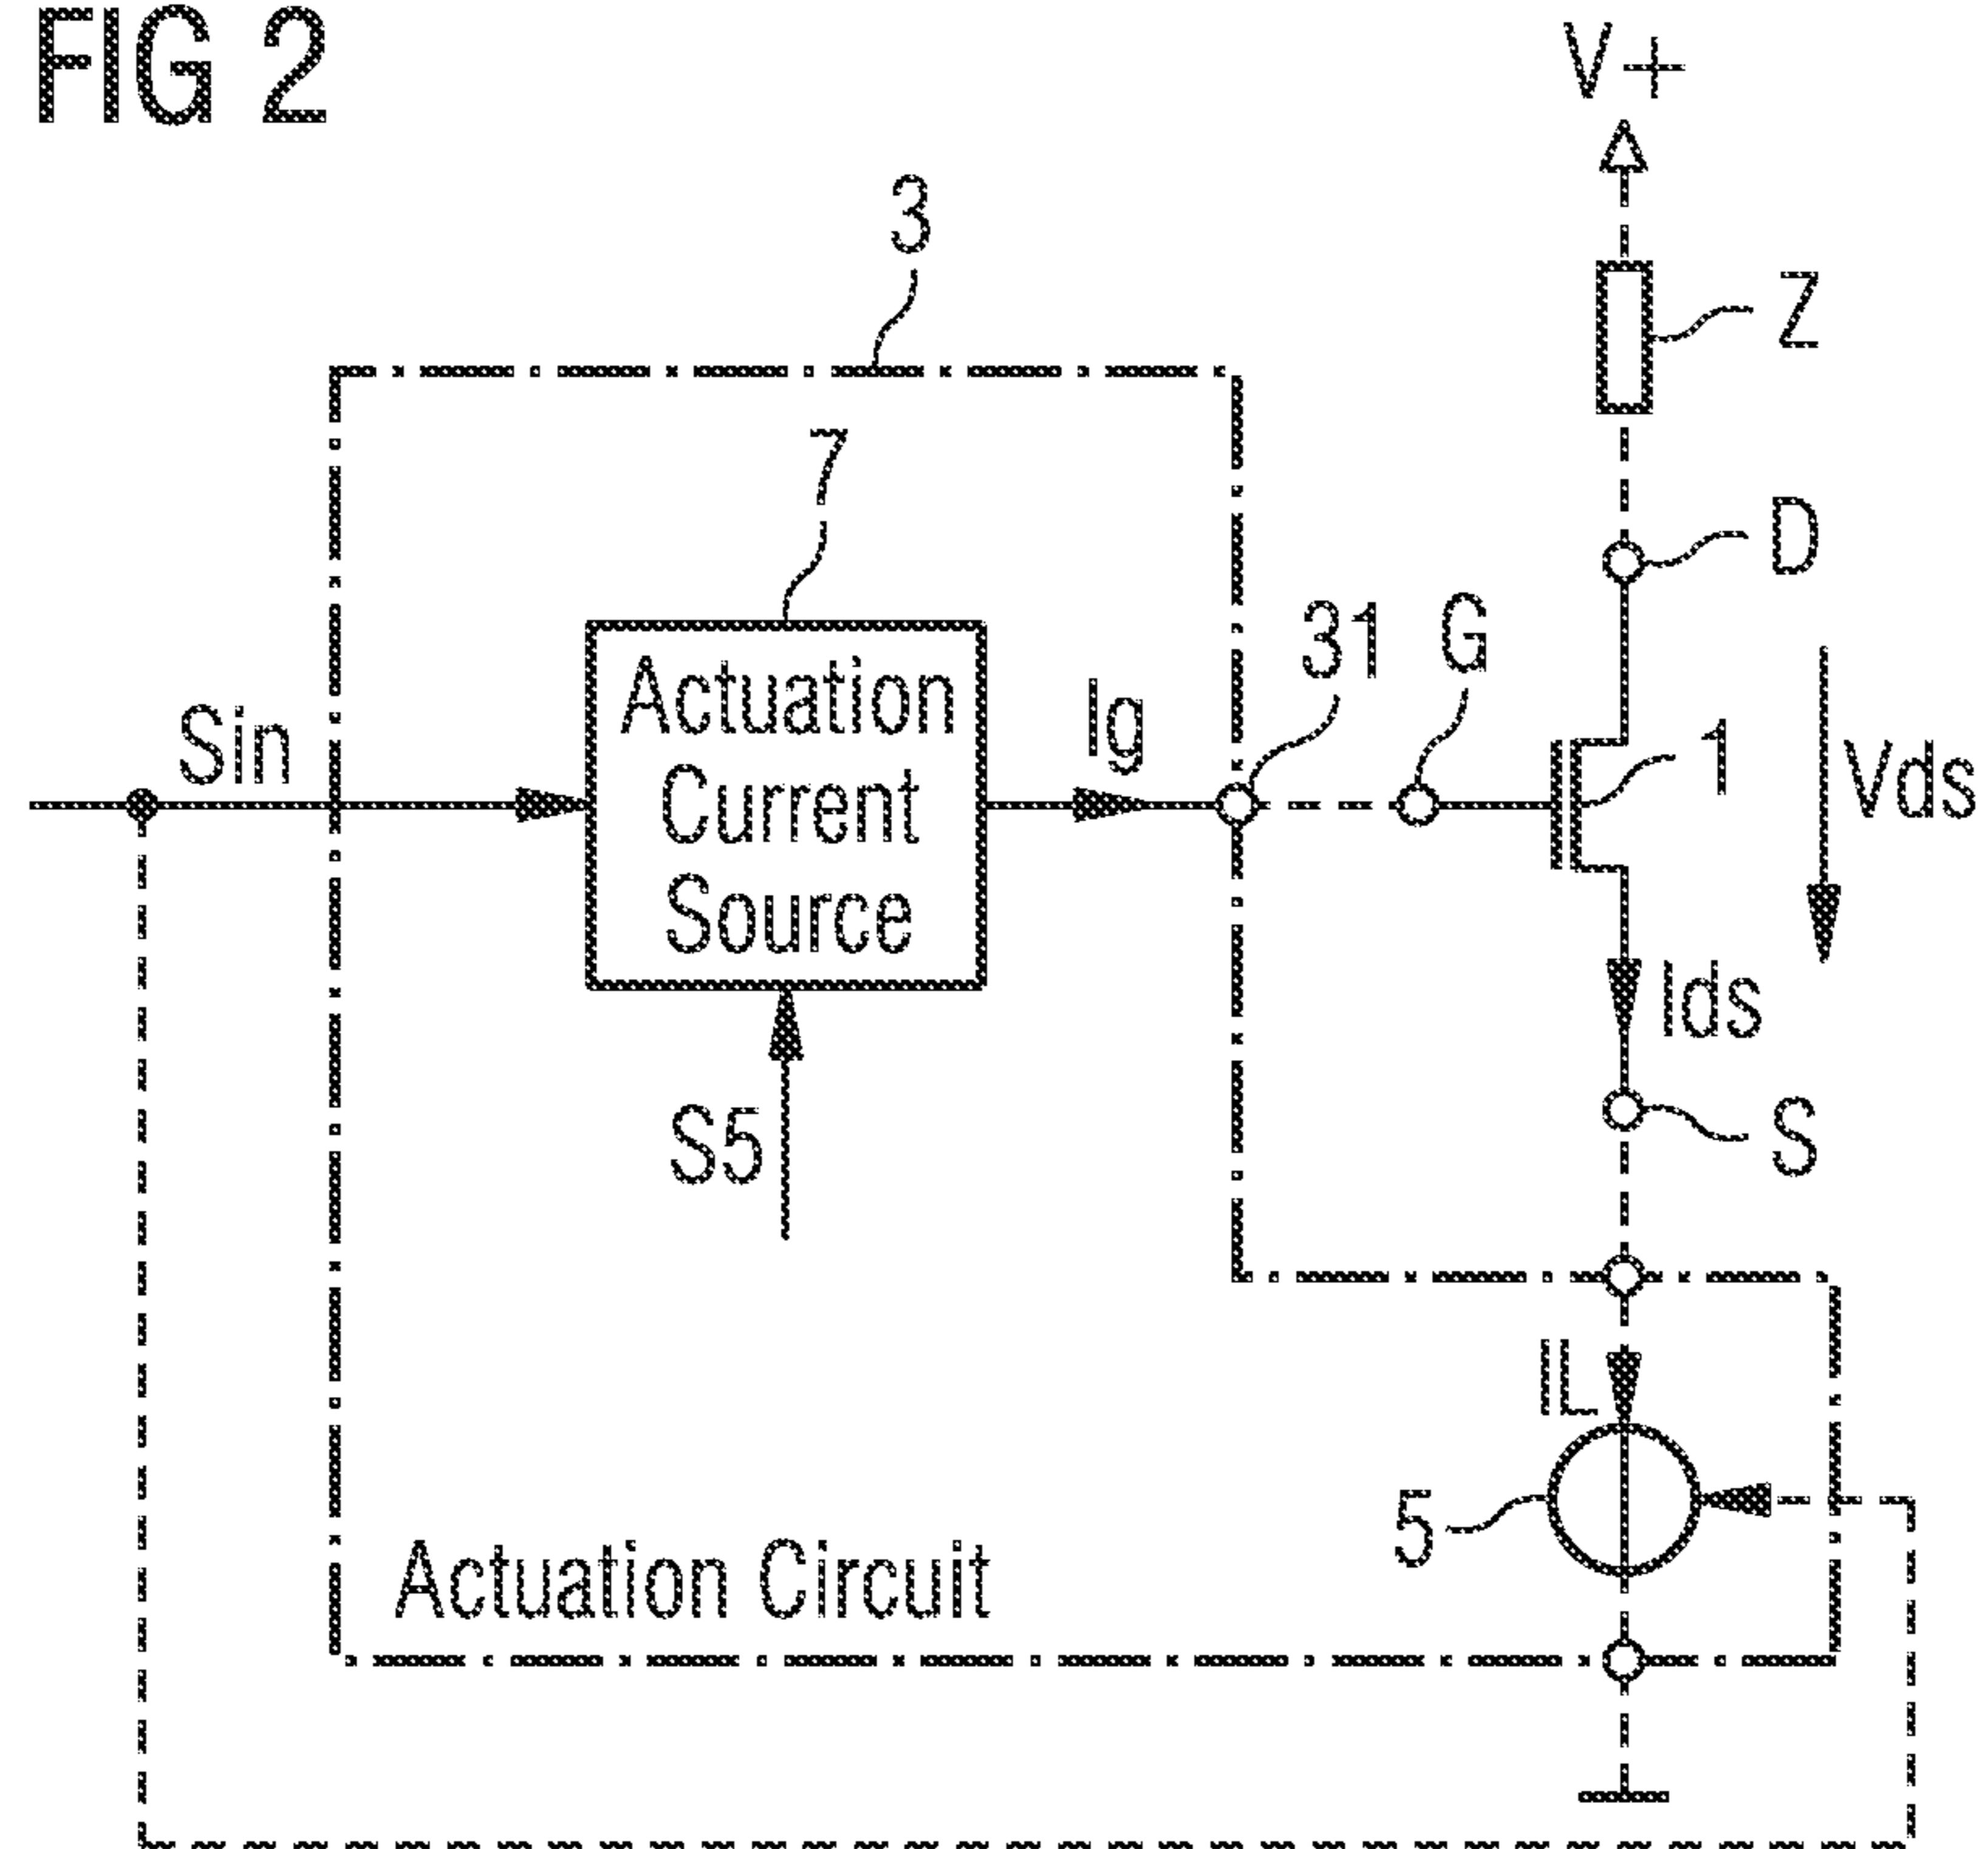 FIG 2
V+
3
Z
7
D
31
G
Actuation
Current
Source
Sin
Ig
1
Vds
Ids
S5
S
IL
5
Actuation Circuit